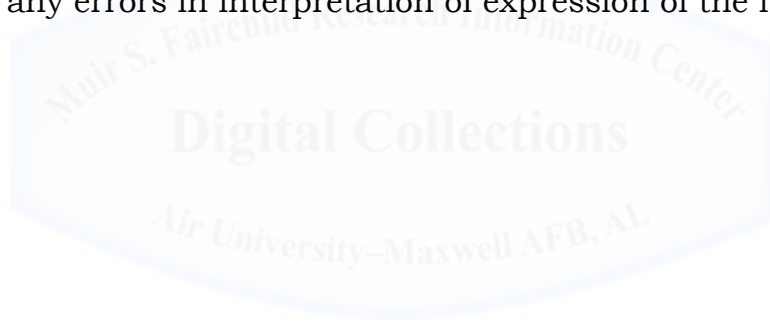 any errors in interpretation of expression of the
Muir S. Fairchild Research Information Center
Digital Collections
Air University–Maxwell AFB, AL